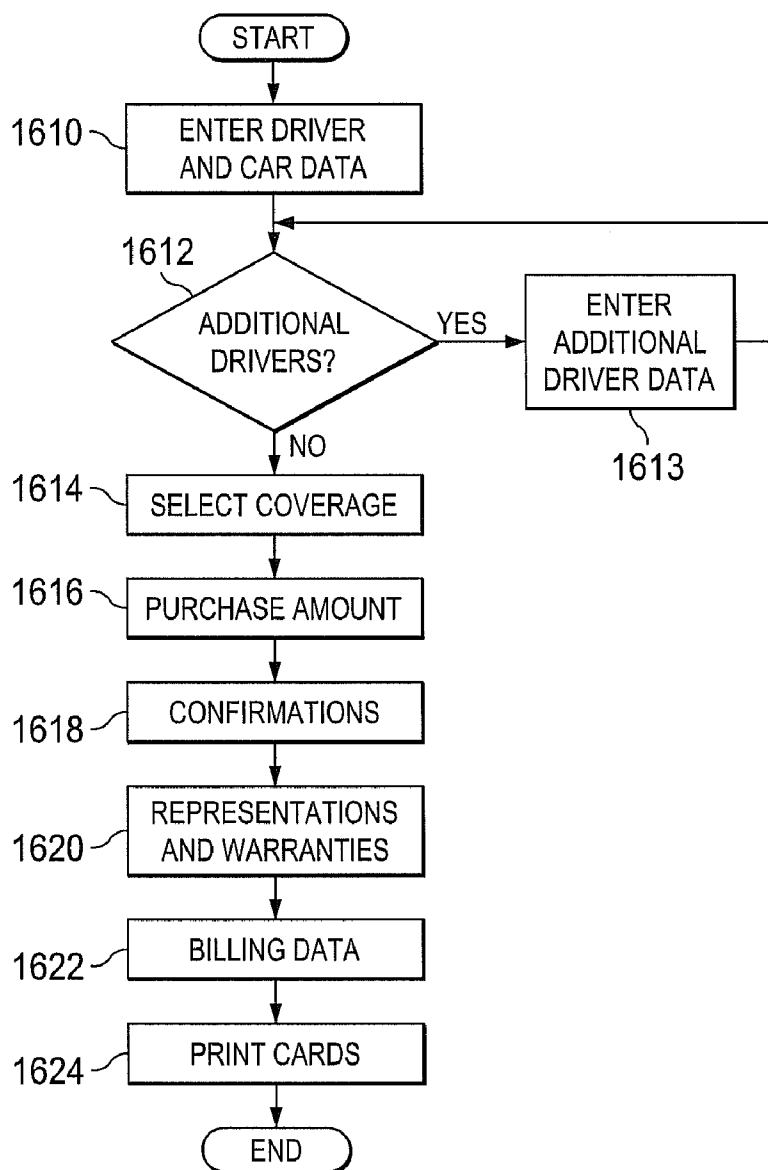 START
1610
ENTER DRIVER
AND CAR DATA
1612
ADDITIONAL
DRIVERS?
YES
ENTER
ADDITIONAL
DRIVER DATA
1613
NO
1614
SELECT COVERAGE
1616
PURCHASE AMOUNT
1618
CONFIRMATIONS
1620
REPRESENTATIONS
AND WARRANTIES
1622
BILLING DATA
1624
PRINT CARDS
END